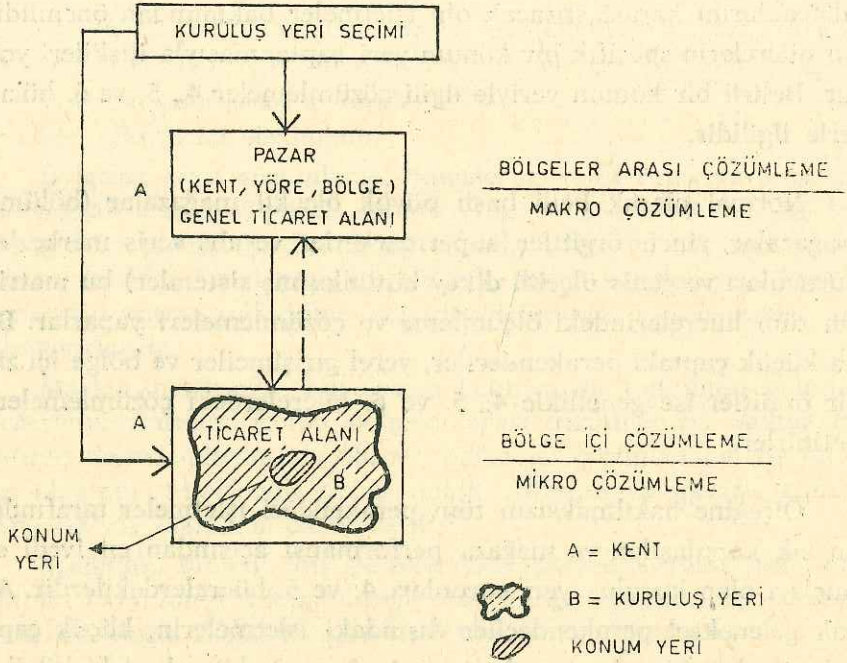 KURULUŞ YERİ SEÇİMİ
A
PAZAR
(KENT, YÖRE, BÖLGE)
GENEL TİCARET ALANI
BÖLGELER ARASI ÇÖZÜMLEME
MAKRO ÇÖZÜMLEME
A
TİCARET ALANI
B
KONUM
YERİ
BÖLGE İÇİ ÇÖZÜMLEME
MİKRO ÇÖZÜMLEME
A = KENT
B = KURULUŞ YERİ
KONUM YERİ